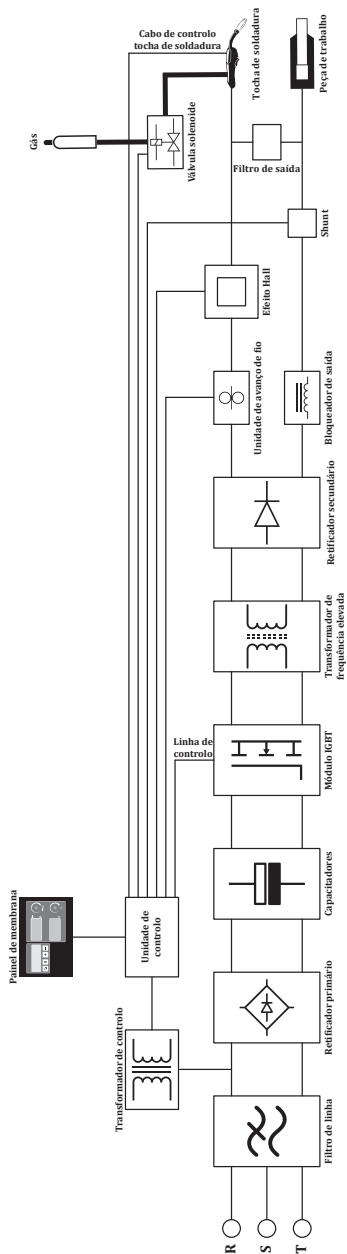 R
S
T
Filtro de linha
Transformador de controlo
Retificador primário
Painel de membrana
Unidade de
controlo
Capacitadores
Linha de
controlo
Módulo IGBT
Transformador de
frequência elevada
Retificador secundário
Unidade de avanço de fio
Bloqueador de saída
Efeito Hall
Shunt
Filtro de saída
Gás
Válvula solenoide
Cabo de controlo
tocha de soldadura
Tocha de soldadura
Peça de trabalho